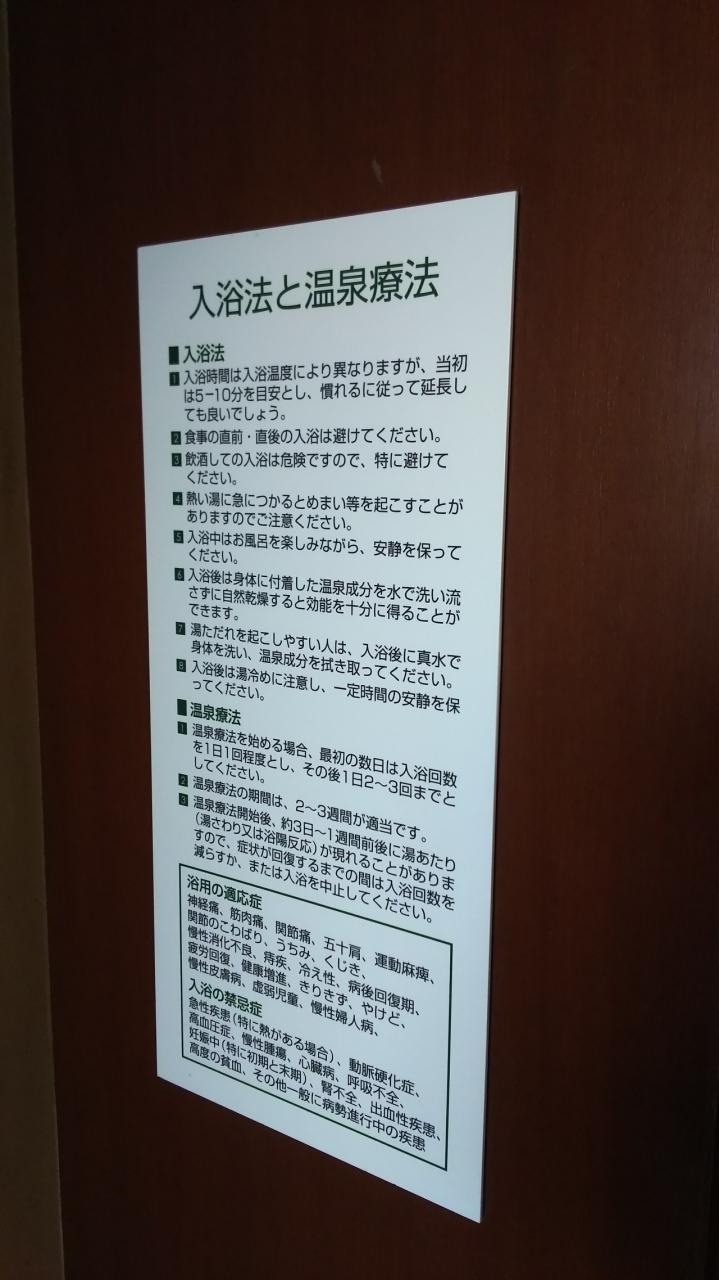 入浴法と温泉療法
■入浴法
1 入浴時間は入浴温度により異なりますが、当初
は5−10分を目安とし、慣れるに従って延長し
ても良いでしょう。
2 食事の直前・直後の入浴は避けてください。
3 飲酒しての入浴は危険ですので、特に避けて
ください。
4 熱い湯に急につかるとめまい等を起こすことが
ありますのでご注意ください。
5 入浴中はお風呂を楽しみながら、安静を保って
ください。
6 入浴後は身体に付着した温泉成分を水で洗い流
さずに自然乾燥すると効能を十分に得ることが
できます。
7 湯ただれを起こしやすい人は、入浴後に真水で
身体を洗い、温泉成分を拭き取ってください。
8 入浴後は湯冷めに注意し、一定時間の安静を保
ってください。
■温泉療法
1 温泉療法を始める場合、最初の数日は入浴回数
を1日1回程度とし、その後1日2〜3回までと
してください。
2 温泉療法の期間は、2〜3週間が適当です。
3 温泉療法開始後、約3日〜1週間前後に湯あたり
(湯さわり又は浴陽反応)が現れることがありま
すので、症状が回復するまでの間は入浴回数を
減らすか、または入浴を中止してください。
浴用の適応症
神経痛、筋肉痛、関節痛、五十肩、運動麻痺、
関節のこわばり、うちみ、くじき、
慢性消化不良、痔疾、冷え性、病後回復期、
疲労回復、健康増進、きりきず、やけど、
慢性皮膚病、虚弱児童、慢性婦人病、
入浴の禁忌症
急性疾患(特に熱がある場合)、動脈硬化症、
高血圧症、慢性腫瘍、心臓病、呼吸不全、
妊娠中(特に初期と末期)、腎不全、出血性疾患、
高度の貧血、その他一般に病勢進行中の疾患